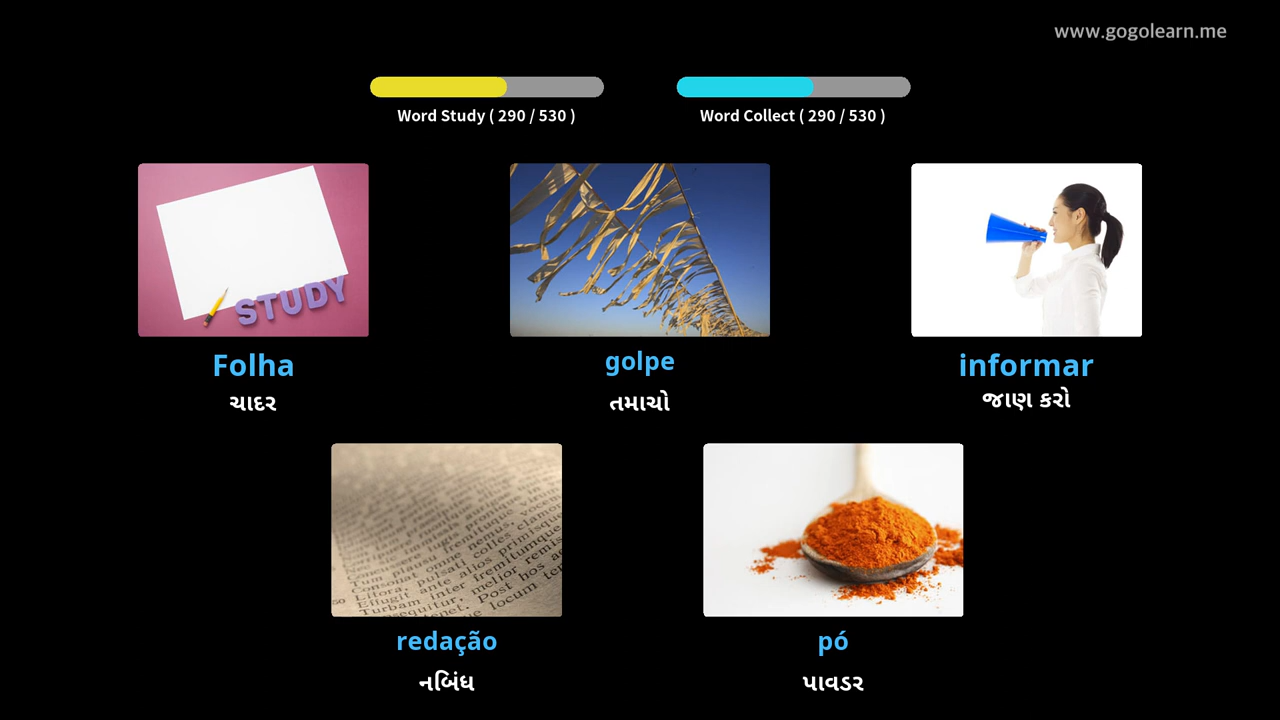 www.gogolearn.me
Word Study ( 290 / 530 )
Word Collect ( 290 / 530 )
STUDY
Folha
ચાદર
golpe
તમાચો
informar
જાણ કરો
redação
નબિંધ
pó
પાવડર